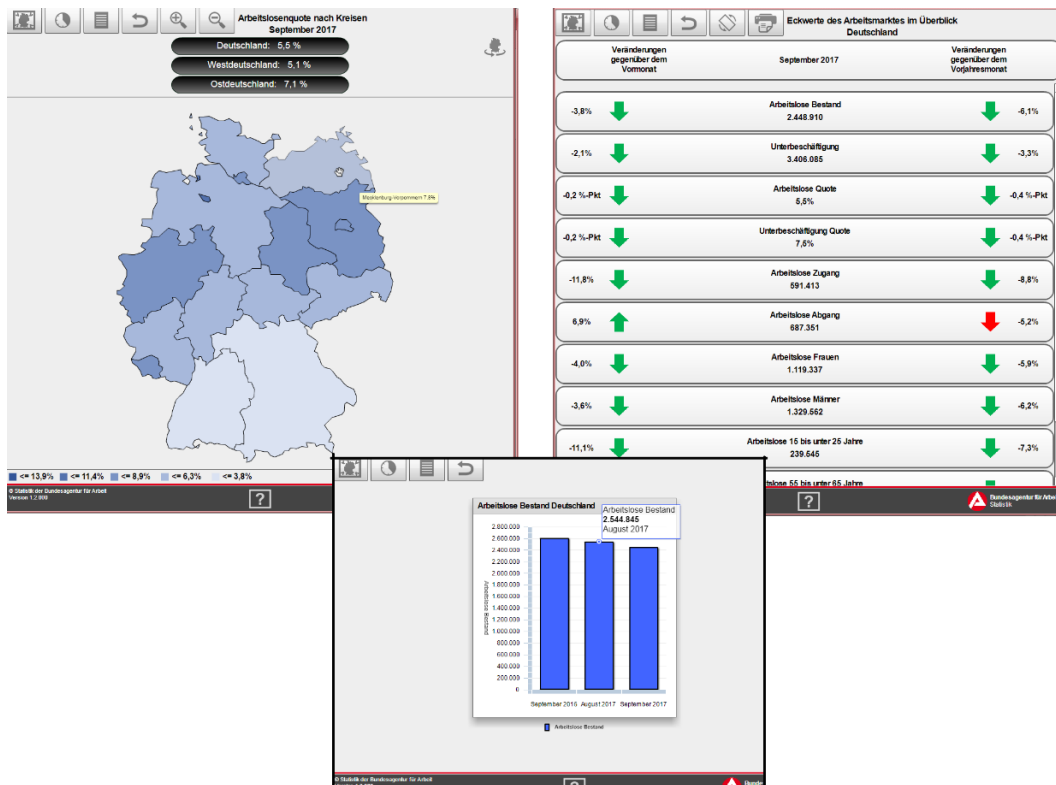 Arbeitslosenquote nach Kreisen
September 2017
Deutschland: 5,5 %
Westdeutschland: 5,1 %
Ostdeutschland: 7,1 %
Mecklenburg-Vorpommern 7,8%
<= 13,9% <= 11,4% <= 8,9% <= 6,3% <= 3,8%
© Statistik der Bundesagentur für Arbeit
Version 1.2.800
?
Eckwerte des Arbeitsmarktes im Überblick
Deutschland
Veränderungen
gegenüber dem
Vormonat
September 2017
Veränderungen
gegenüber dem
Vorjahresmonat
-3,8% Arbeitslose Bestand -6,1%
2.448.910
-2,1% Unterbeschäftigung -3,3%
3.406.085
-0,2 %-Pkt Arbeitslose Quote -0,4 %-Pkt
5,5%
-0,2 %-Pkt Unterbeschäftigung Quote -0,4 %-Pkt
7,5%
-11,8% Arbeitslose Zugang -8,8%
591.413
6,9% Arbeitslose Abgang -5,2%
687.351
-4,0% Arbeitslose Frauen -5,9%
1.119.337
-3,6% Arbeitslose Männer -6,2%
1.329.562
-11,1% Arbeitslose 15 bis unter 25 Jahre -7,3%
239.645
55 bis unter 65 Jahre
?
Bundesagentur für Arbeit
Statistik
Arbeitslose Bestand Deutschland
Arbeitslose Bestand
2.544.845
August 2017
2.800.000
2.600.000
2.400.000
2.200.000
2.000.000
1.800.000
1.600.000
1.400.000
1.200.000
1.000.000
800.000
600.000
400.000
200.000
0
Arbeitslose Bestand
September 2016 August 2017 September 2017
Arbeitslose Bestand
© Statistik der Bundesagentur für Arbeit
?